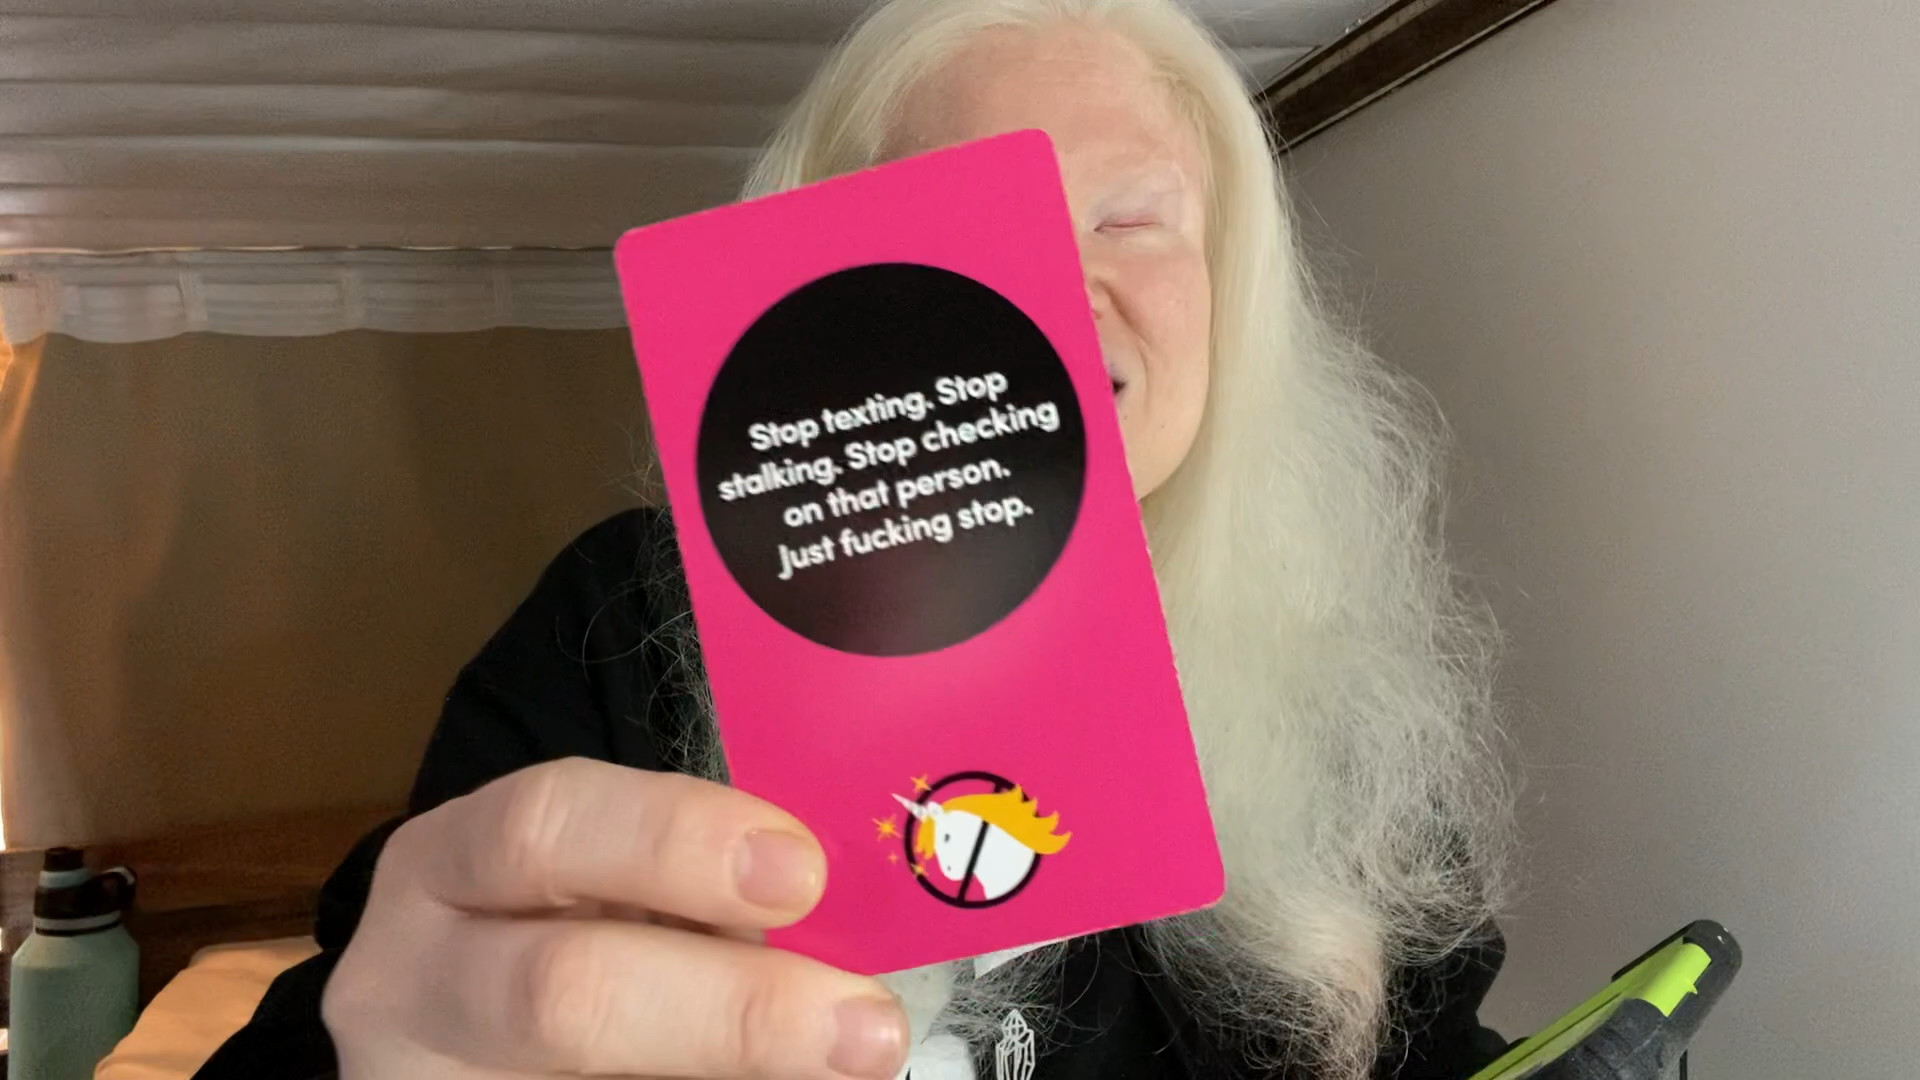 Stop texting. Stop
stalking. Stop checking
on that person.
Just fucking stop.